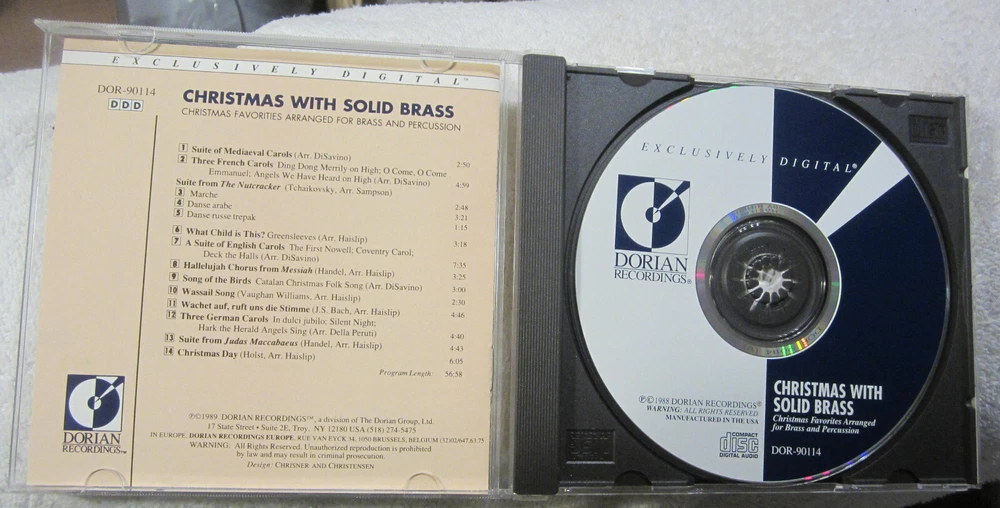 EXCLUSIVELY DIGITAL™
DOR-90114
DDD
CHRISTMAS WITH SOLID BRASS
CHRISTMAS FAVORITIES ARRANGED FOR BRASS AND PERCUSSION
1 Suite of Mediaeval Carols (Arr. DiSavino) 2:50
2 Three French Carols Ding Dong Merrily on High; O Come, O Come
Emmanuel; Angels We Have Heard on High (Arr. DiSavino) 4:59
Suite from The Nutcracker (Tchaikovsky, Arr. Sampson)
3 Marche 2:48
4 Danse arabe 3:21
5 Danse russe trepak 1:15
6 What Child is This? Greensleeves (Arr. Haislip) 3:18
7 A Suite of English Carols The First Nowell; Coventry Carol;
Deck the Halls (Arr. DiSavino) 7:35
8 Hallelujah Chorus from Messiah (Handel, Arr. Haislip) 3:25
9 Song of the Birds Catalan Christmas Folk Song (Arr. DiSavino) 3:00
10 Wassail Song (Vaughan Williams, Arr. Haislip) 2:30
11 Wachet auf, ruft uns die Stimme (J.S. Bach, Arr. Haislip) 4:46
12 Three German Carols In dulci jubilo; Silent Night;
Hark the Herald Angels Sing (Arr. Della Peruti) 4:40
13 Suite from Judas Maccabaeus (Handel, Arr. Haislip) 4:43
14 Christmas Day (Holst, Arr. Haislip) 6:05
Program Length: 56:58
DORIAN
RECORDINGS™
℗©1989 DORIAN RECORDINGS™, a division of The Dorian Group, Ltd.
17 State Street • Suite 2E, Troy, NY 12180 USA (518) 274-5475
IN EUROPE, DORIAN RECORDINGS EUROPE, RUE VAN EYCK 34, 1050 BRUSSELS, BELGIUM (32)02/647.61.75
WARNING: All Rights Reserved. Unauthorized reproduction is prohibited
by law and may result in criminal prosecution.
Design: CHRISNER AND CHRISTENSEN
EXCLUSIVELY DIGITAL®
DORIAN
RECORDINGS®
℗©1988 DORIAN RECORDINGS®
WARNING: ALL RIGHTS RESERVED
MANUFACTURED IN THE USA
COMPACT
disc
DIGITAL AUDIO
CHRISTMAS WITH
SOLID BRASS
Christmas Favorites Arranged
for Brass and Percussion
DOR-90114